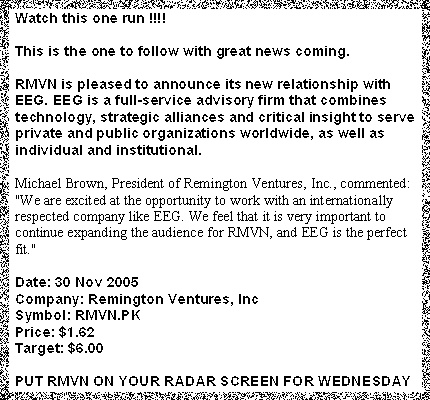 Watch this one run !!!!
This is the one to follow with great news coming.
RMVN is pleased to announce its new relationship with
EEG. EEG is a full-service advisory firm that combines
technology, strategic alliances and critical insight to serve
private and public organizations worldwide, as well as
individual and institutional.
Michael Brown, President of Remington Ventures, Inc., commented:
"We are excited at the opportunity to work with an internationally
respected company like EEG. We feel that it is very important to
continue expanding the audience for RMVN, and EEG is the perfect
fit."
Date: 30 Nov 2005
Company: Remington Ventures, Inc
Symbol: RMVN.PK
Price: $1.62
Target: $6.00
PUT RMVN ON YOUR RADAR SCREEN FOR WEDNESDAY